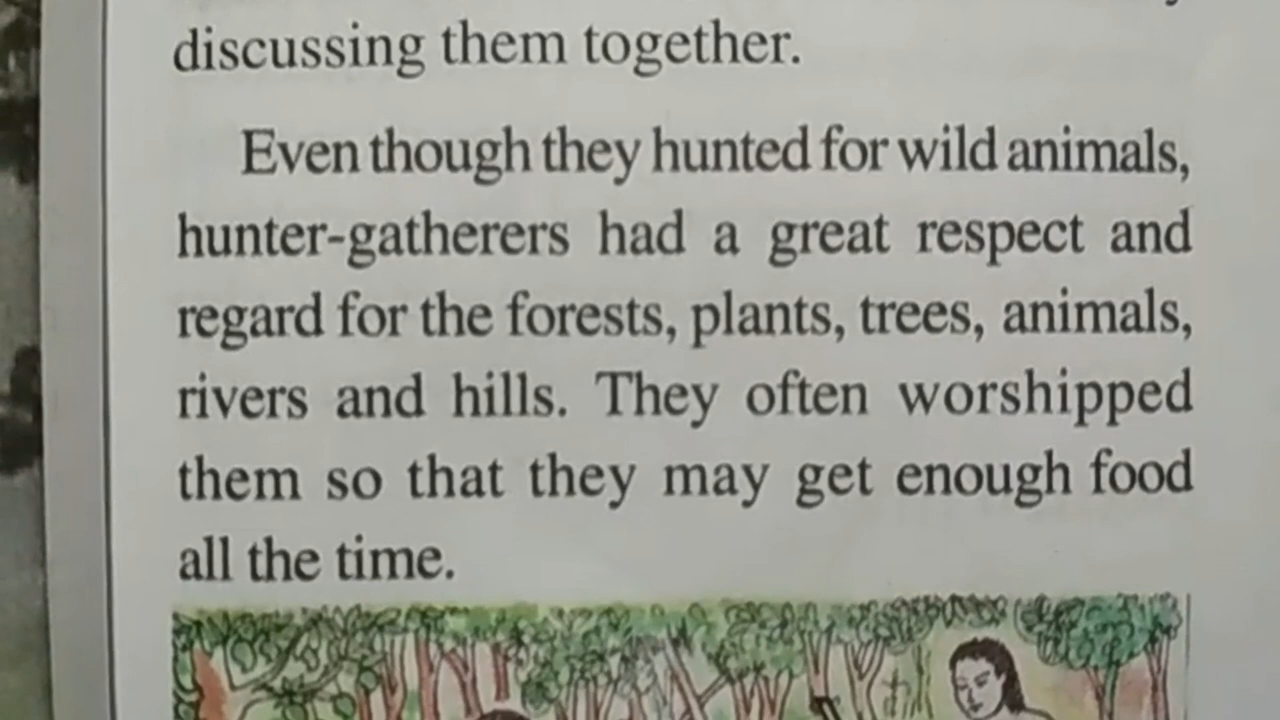 discussing them together.
Even though they hunted for wild animals,
hunter-gatherers had a great respect and
regard for the forests, plants, trees, animals,
rivers and hills. They often worshipped
them so that they may get enough food
all the time.